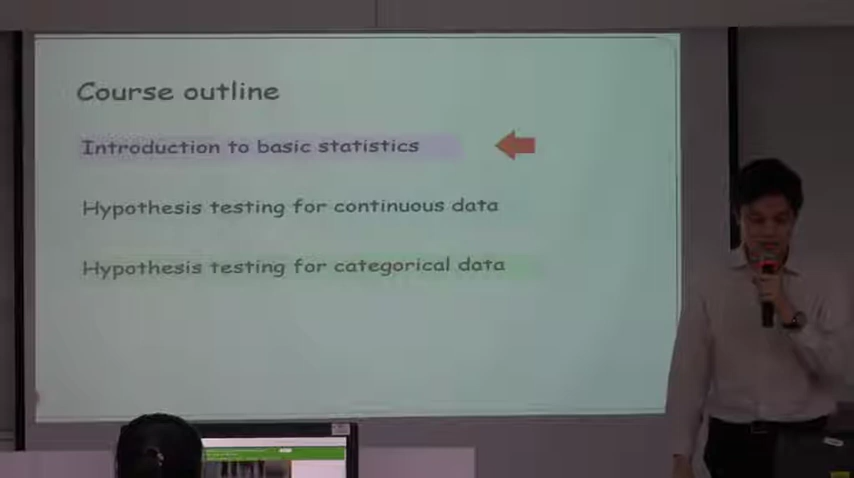 Course outline
Introduction to basic statistics
Hypothesis testing for continuous data
Hypothesis testing for categorical data